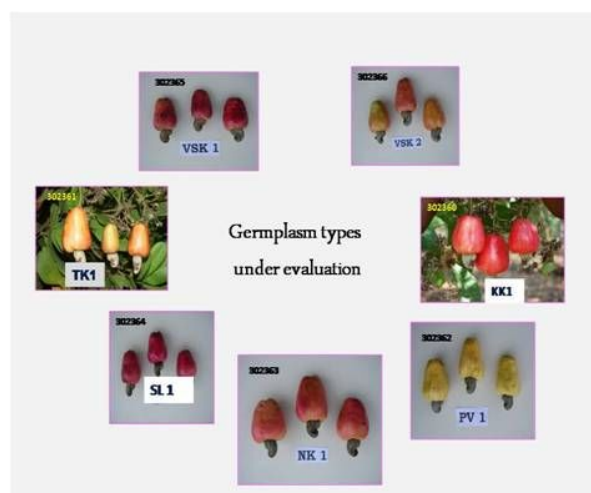 302365
VSK 1
302366
VSK 2
302361
TK1
Germplasm types
under evaluation
302360
KK1
302364
SL 1
302363
NK 1
302362
PV 1